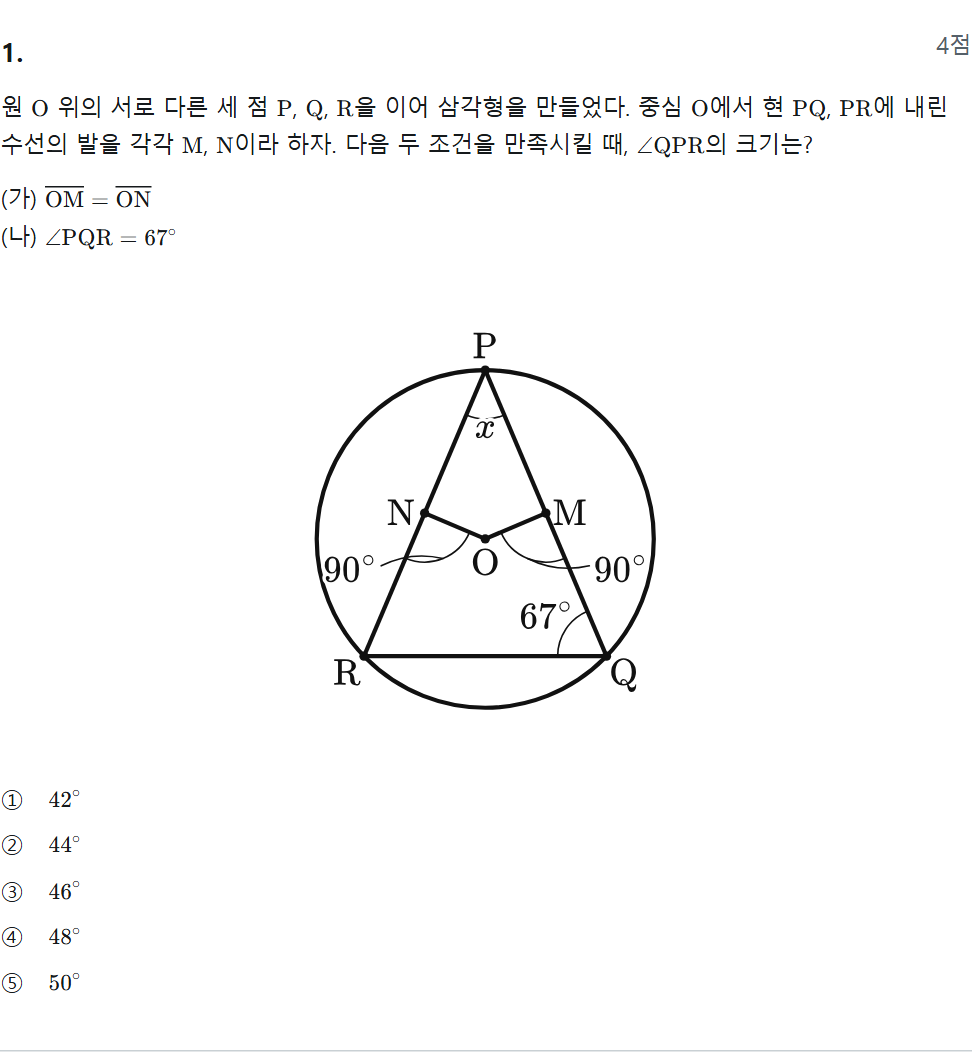 1.
4점
원 O 위의 서로 다른 세 점 P, Q, R을 이어 삼각형을 만들었다. 중심 O에서 현 PQ, PR에 내린
수선의 발을 각각 M, N이라 하자. 다음 두 조건을 만족시킬 때, ∠QPR의 크기는?
(가) O̅M̅ = O̅N̅
(나) ∠PQR = 67°
P
x
N
M
90°
O
90°
67°
R
Q
① 42°
② 44°
③ 46°
④ 48°
⑤ 50°